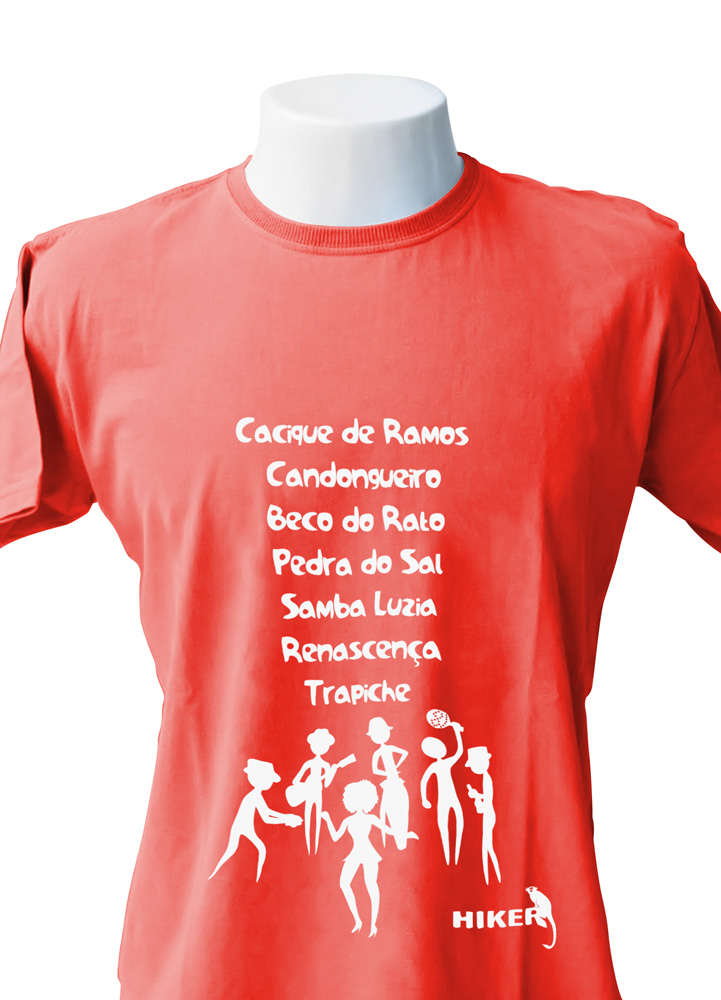 Cacique de Ramos
Candongueiro
Beco do Rato
Pedra do Sal
Samba Luzia
Renascença
Trapiche
HIKER